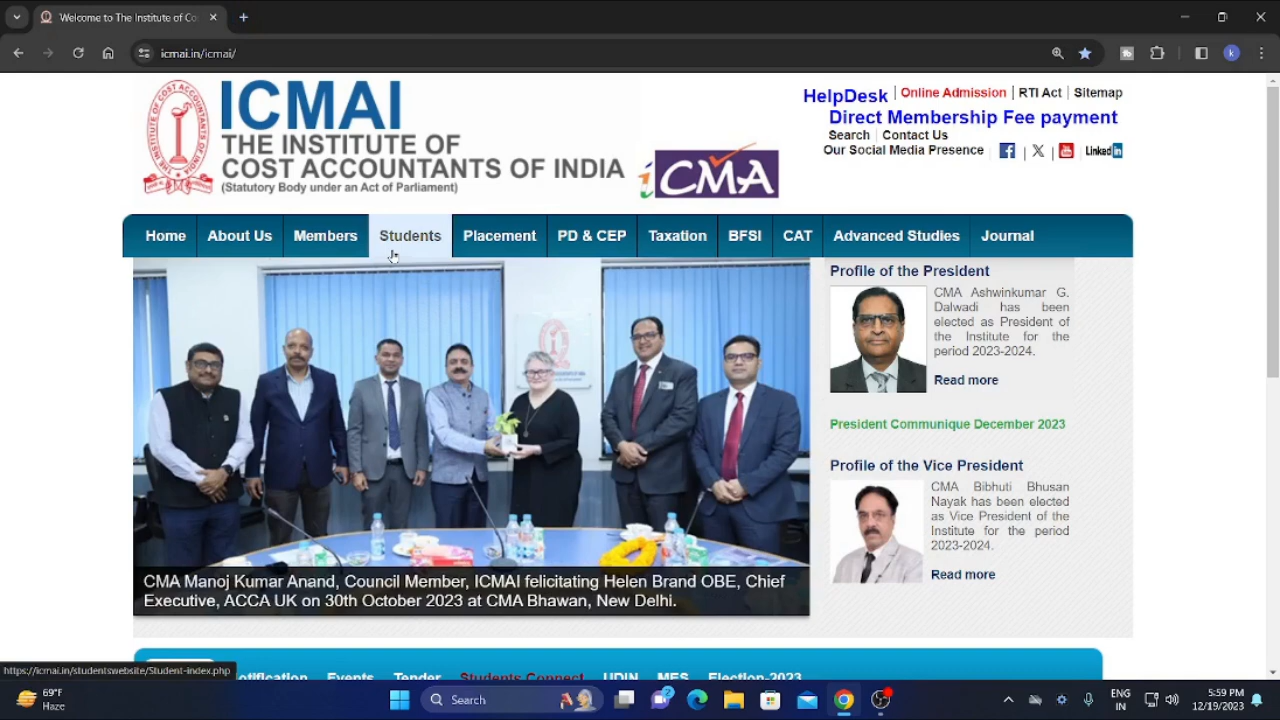 Welcome to The Institute of Co
icmai.in/icmai/
k
ICMAI
THE INSTITUTE OF
COST ACCOUNTANTS OF INDIA
(Statutory Body under an Act of Parliament)
iCMA
HelpDesk | Online Admission | RTI Act | Sitemap
Direct Membership Fee payment
Search | Contact Us
Our Social Media Presence | | | Linked in
Home About Us Members Students Placement PD & CEP Taxation BFSI CAT Advanced Studies Journal
Profile of the President
CMA Ashwinkumar G.
Dalwadi has been
elected as President of
the Institute for the
period 2023-2024.
Read more
President Communique December 2023
Profile of the Vice President
CMA Bibhuti Bhusan
Nayak has been elected
as Vice President of the
Institute for the period
2023-2024.
Read more
CMA Manoj Kumar Anand, Council Member, ICMAI felicitating Helen Brand OBE, Chief
Executive, ACCA UK on 30th October 2023 at CMA Bhawan, New Delhi.
https://icmai.in/studentswebsite/Student-index.php
otification Events Tender Students Connect UDIN MES Election-2023
69°F
Haze
Search
2
ENG
IN
5:59 PM
12/19/2023